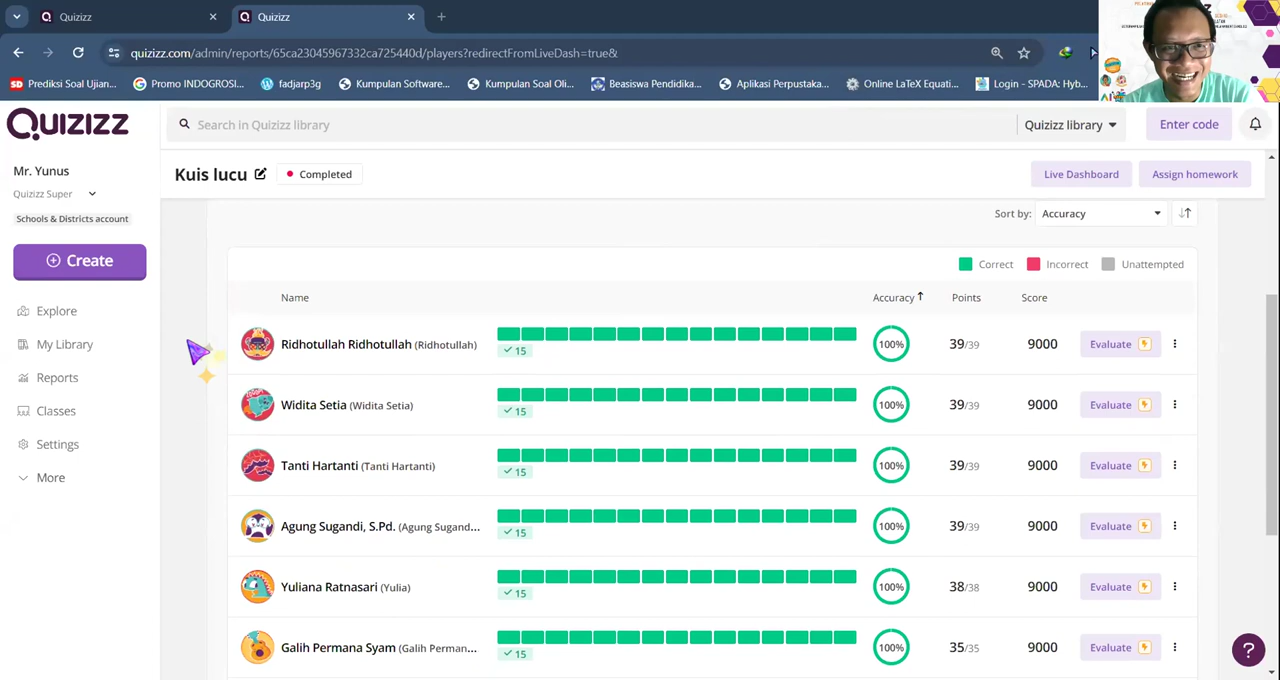 Quizizz
Quizizz
quizizz.com/admin/reports/65ca23045967332ca725440d/players?redirectFromLiveDash=true&
Prediksi Soal Ujian...
Promo INDOGROSI...
fadjarp3g
Kumpulan Software...
Kumpulan Soal Oli...
Beasiswa Pendidika...
Aplikasi Perpustaka...
Online LaTeX Equati...
Login - SPADA: Hyb...
QUIZIZZ
Search in Quizizz library
Quizizz library
Enter code
Mr. Yunus
Quizizz Super
Schools & Districts account
Create
Explore
My Library
Reports
Classes
Settings
More
Kuis lucu
Completed
Live Dashboard
Assign homework
Sort by: Accuracy
Correct Incorrect Unattempted
Name Accuracy Points Score
Ridhotullah Ridhotullah (Ridhotullah) 15 100% 39/39 9000 Evaluate
Widita Setia (Widita Setia) 15 100% 39/39 9000 Evaluate
Tanti Hartanti (Tanti Hartanti) 15 100% 39/39 9000 Evaluate
Agung Sugandi, S.Pd. (Agung Sugand... 15 100% 39/39 9000 Evaluate
Yuliana Ratnasari (Yulia) 15 100% 38/38 9000 Evaluate
Galih Permana Syam (Galih Perman... 15 100% 35/35 9000 Evaluate
?